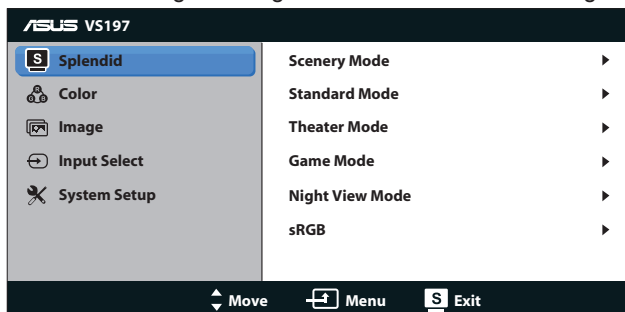 ASUS VS197
S Splendid
Color
Image
Input Select
System Setup
Scenery Mode
Standard Mode
Theater Mode
Game Mode
Night View Mode
sRGB
Move Menu S Exit